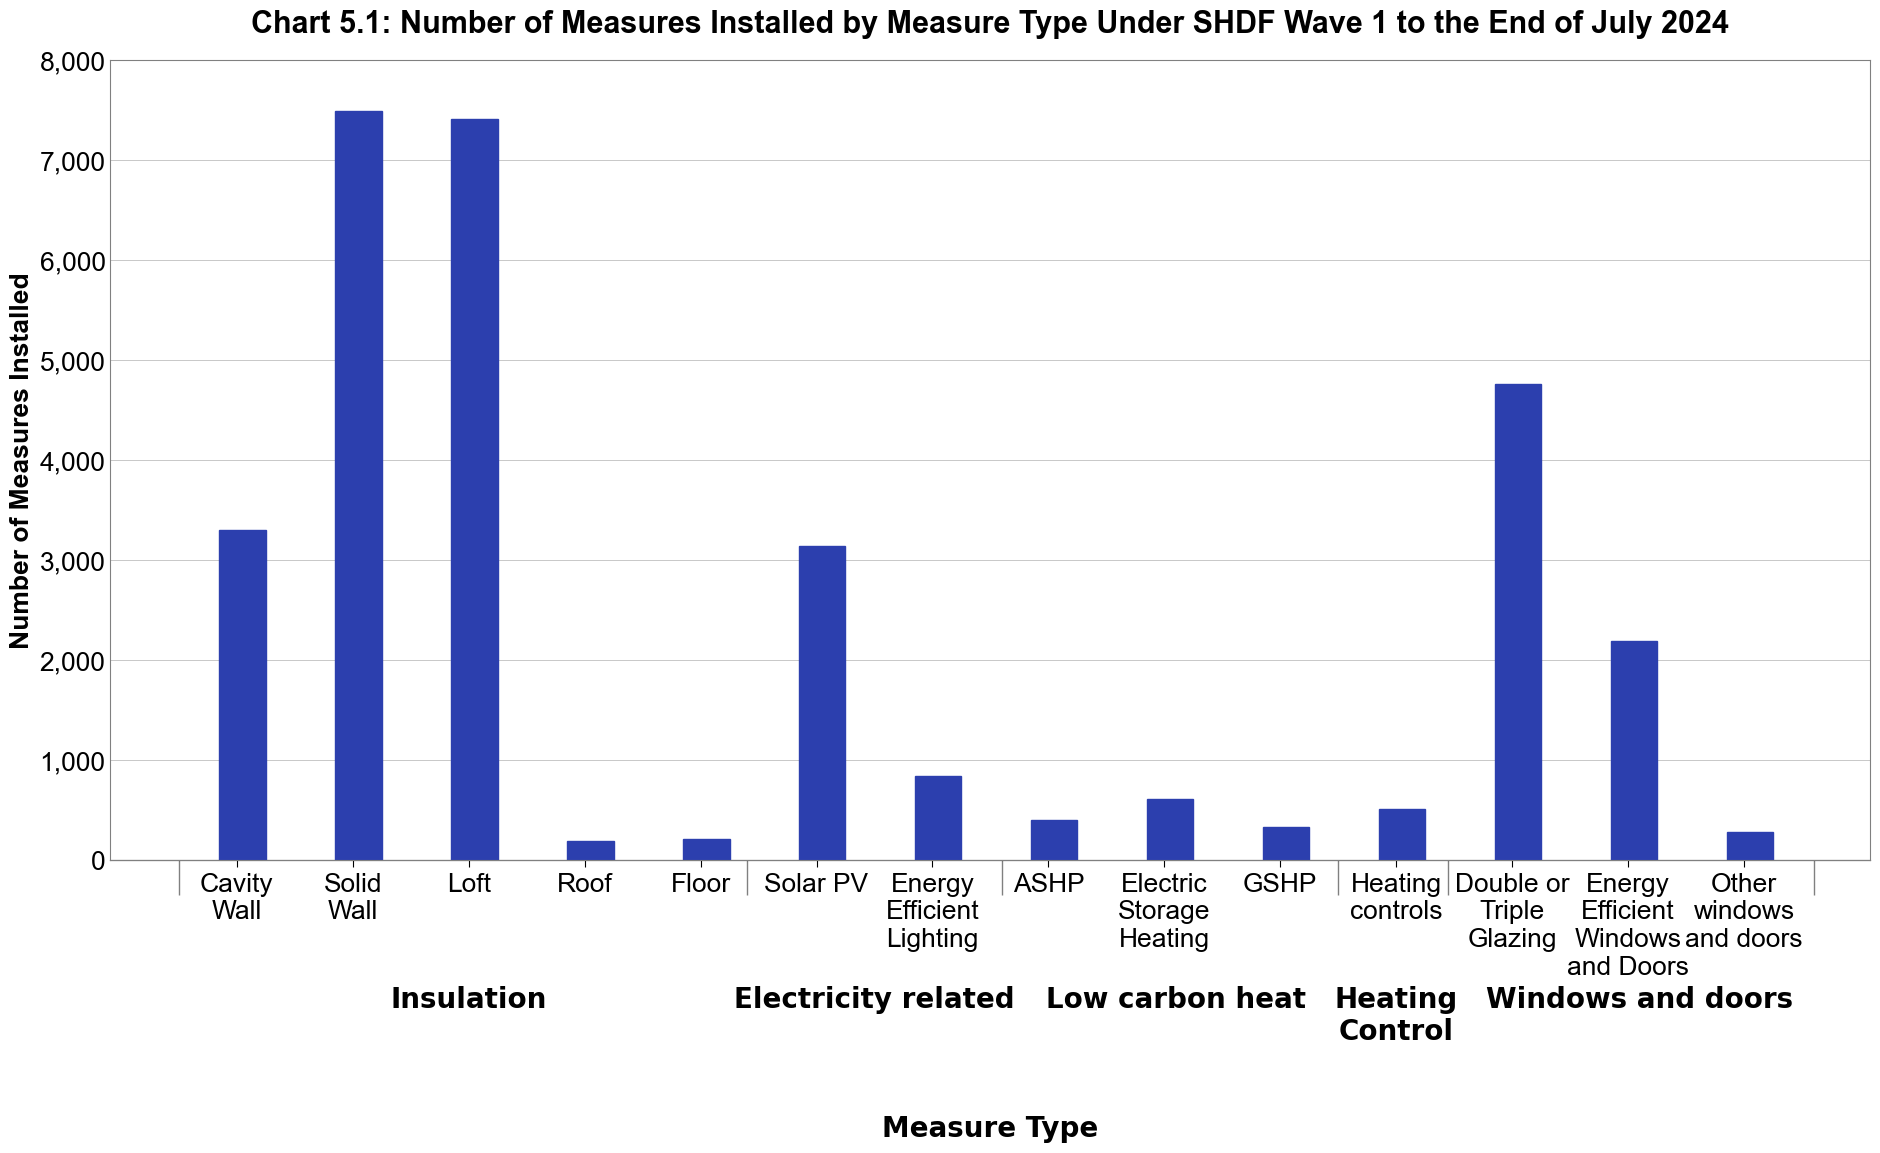 Chart 5.1: Number of Measures Installed by Measure Type Under SHDF Wave 1 to the End of July 2024
Number of Measures Installed
8,000
7,000
6,000
5,000
4,000
3,000
2,000
1,000
0
Cavity
Wall
Solid
Wall
Loft
Roof
Floor
Solar PV
Energy
Efficient
Lighting
ASHP
Electric
Storage
Heating
GSHP
Heating
controls
Double or
Triple
Glazing
Energy
Efficient
Windows
and Doors
Other
windows
and doors
Insulation
Electricity related
Low carbon heat
Heating
Control
Windows and doors
Measure Type